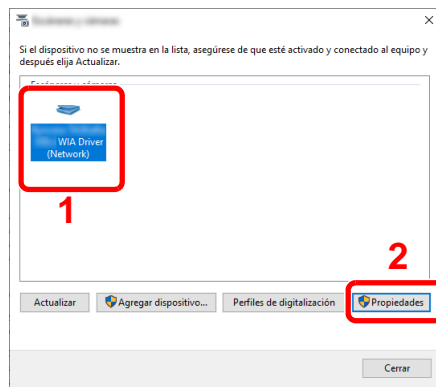 Si el dispositivo no se muestra en la lista, asegúrese de que esté activado y conectado al equipo y
después elija Actualizar.
WIA Driver
(Network)
1
2
Actualizar
Agregar dispositivo...
Perfiles de digitalización
Propiedades
Cerrar